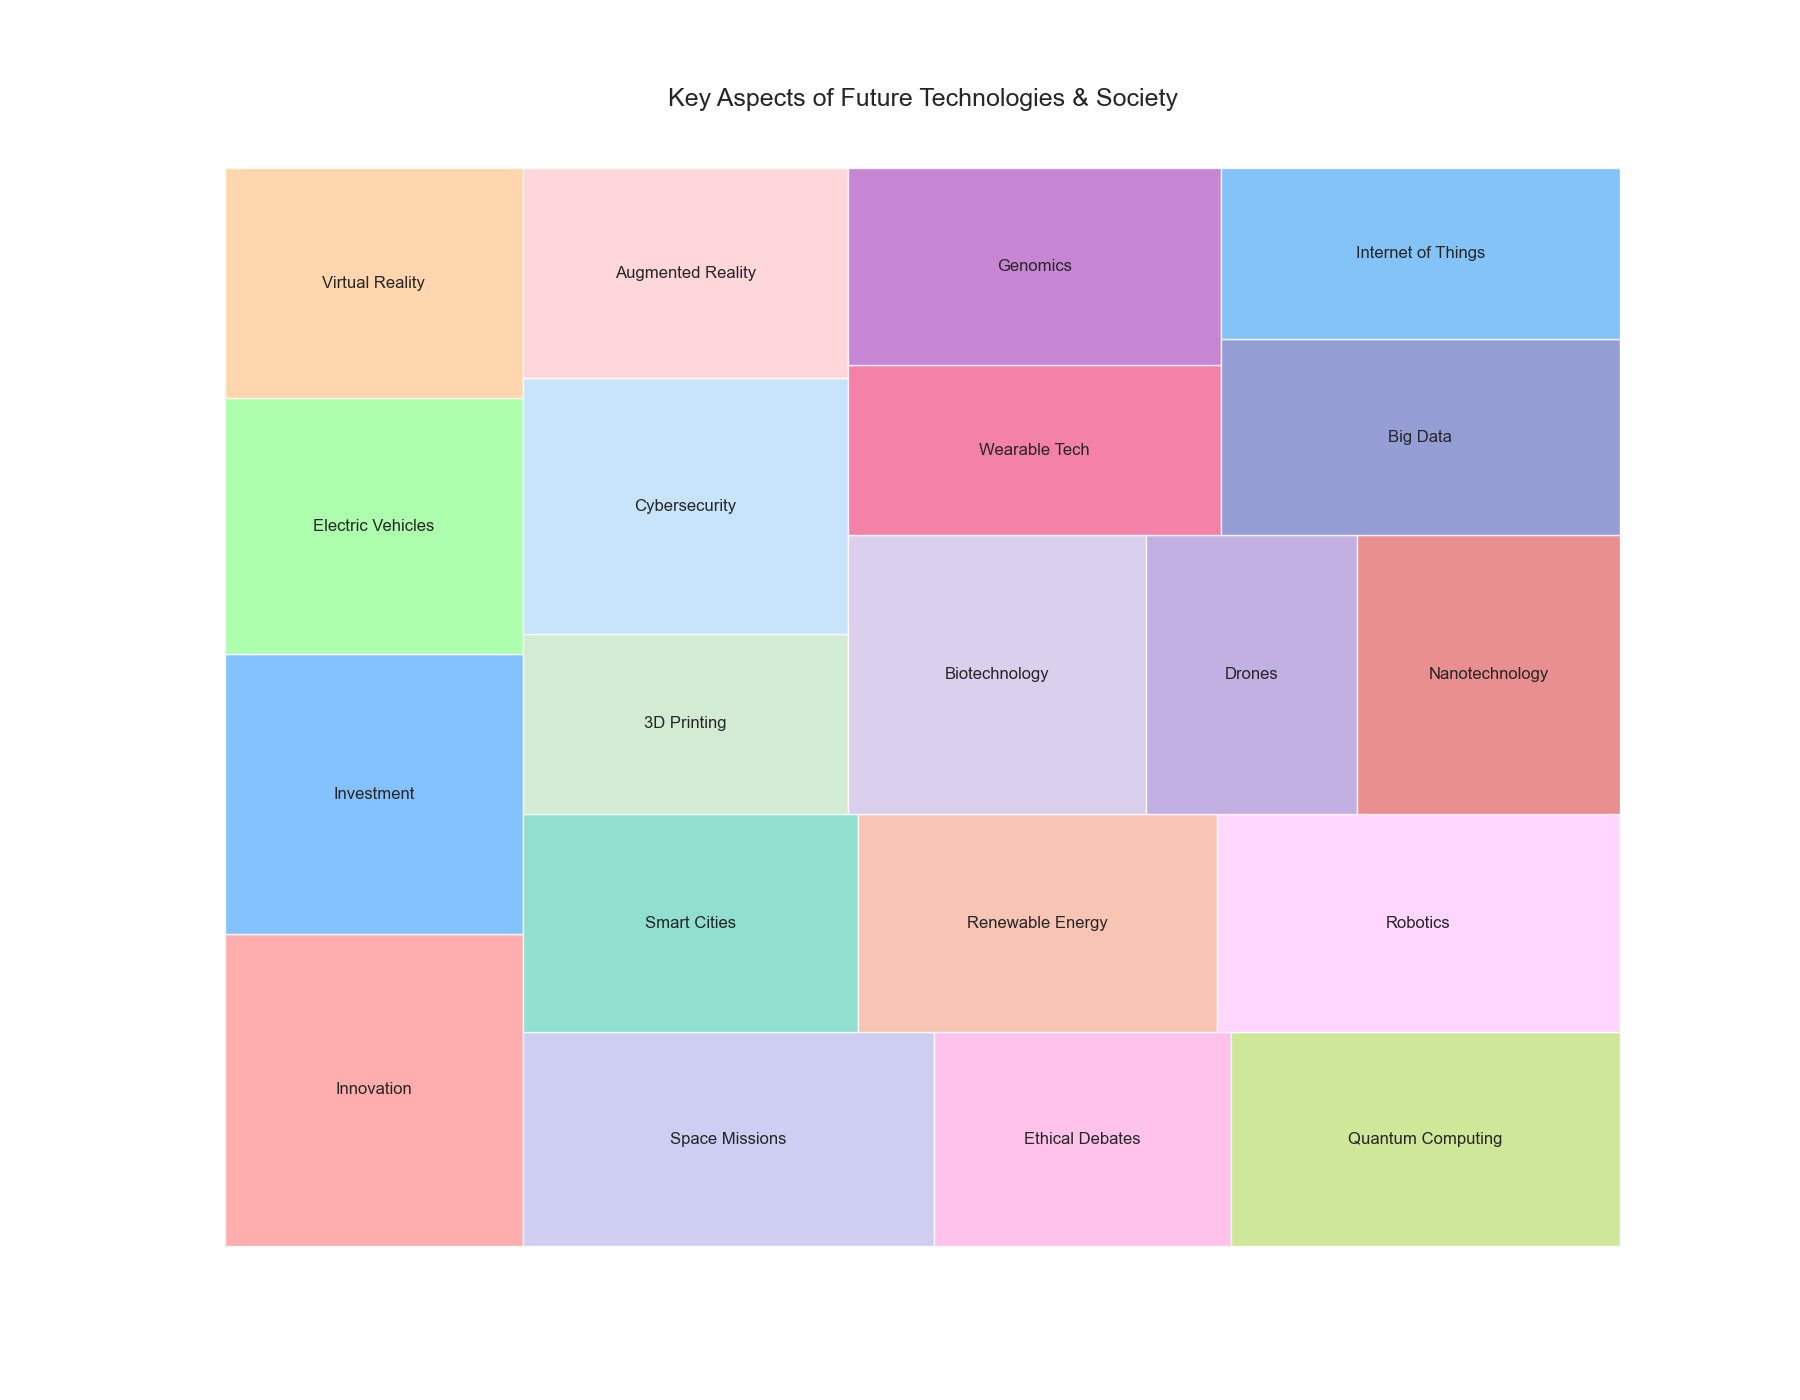 Key Aspects of Future Technologies & Society
Virtual Reality
Augmented Reality
Genomics
Internet of Things
Wearable Tech
Big Data
Electric Vehicles
Cybersecurity
3D Printing
Biotechnology
Drones
Nanotechnology
Investment
Smart Cities
Renewable Energy
Robotics
Innovation
Space Missions
Ethical Debates
Quantum Computing